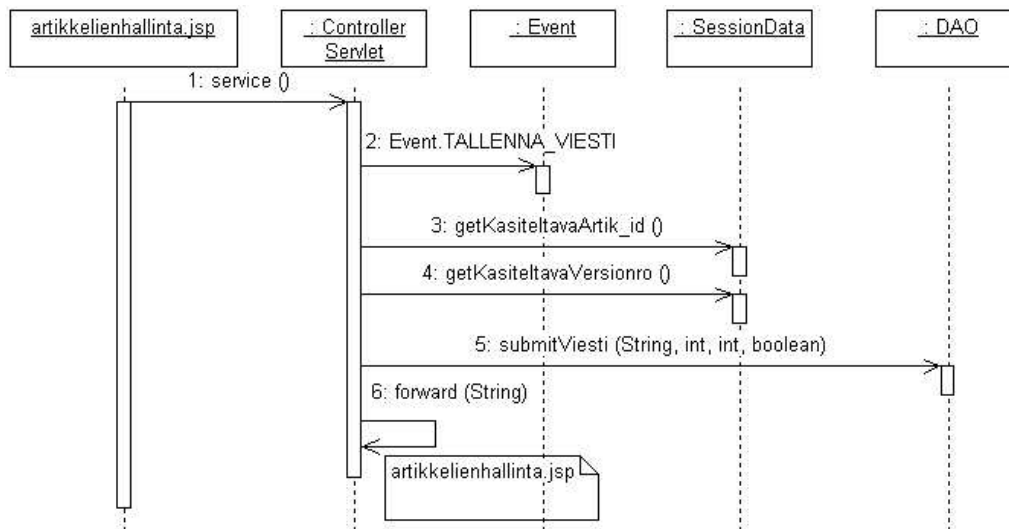 artikkelienhallinta.jsp
: Controller
Servlet
: Event
: SessionData
: DAO
1: service ()
2: Event.TALLENNA_VIESTI
3: getKasiteltavaArtik_id ()
4: getKasiteltavaVersionro ()
5: submitViesti (String, int, int, boolean)
6: forward (String)
artikkelienhallinta.jsp